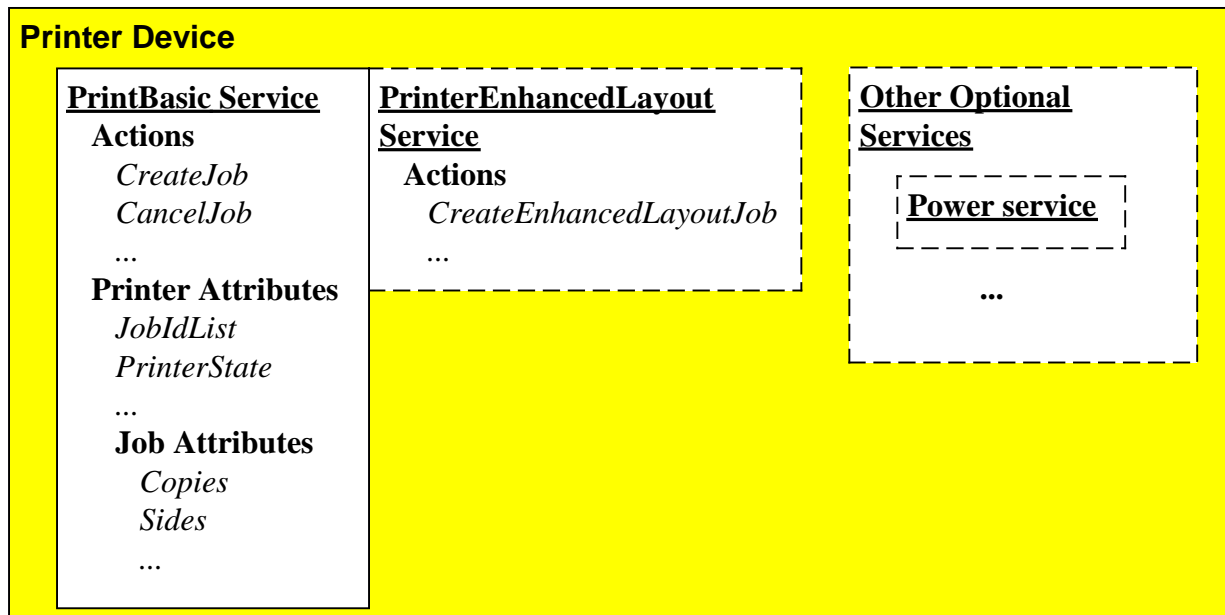 Printer Device
PrintBasic Service
Actions
CreateJob
CancelJob
...
Printer Attributes
JobIdList
PrinterState
...
Job Attributes
Copies
Sides
...
PrinterEnhancedLayout
Service
Actions
CreateEnhancedLayoutJob
...
Other Optional
Services
Power service
...